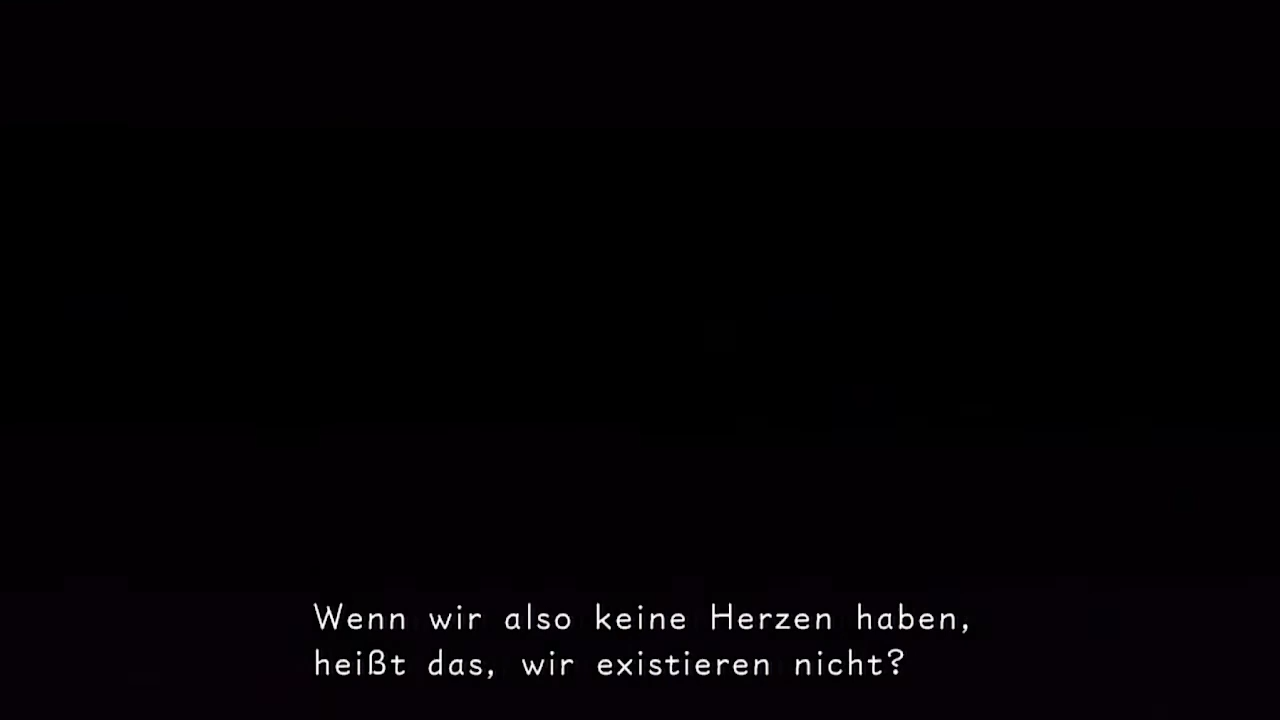 Wenn wir also keine Herzen haben,
heißt das, wir existieren nicht?